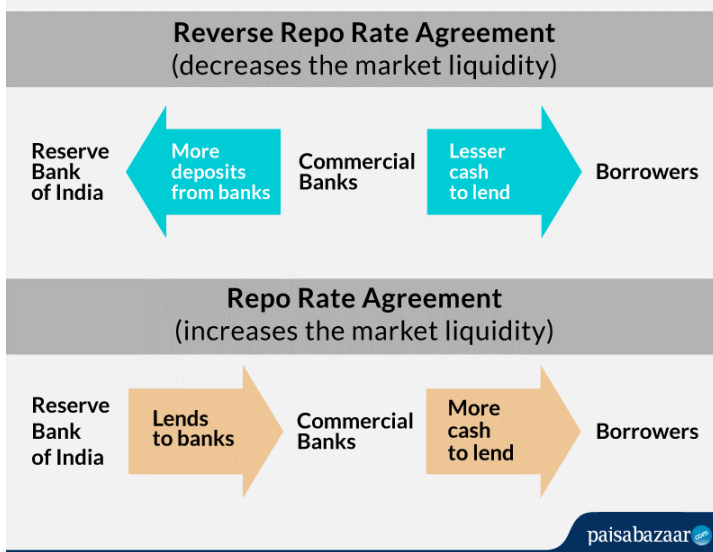 Reverse Repo Rate Agreement
(decreases the market liquidity)
Reserve
Bank
of India
More
deposits
from banks
Commercial
Banks
Lesser
cash
to lend
Borrowers
Repo Rate Agreement
(increases the market liquidity)
Reserve
Bank
of India
Lends
to banks
Commercial
Banks
More
cash
to lend
Borrowers
paisabazaar.com